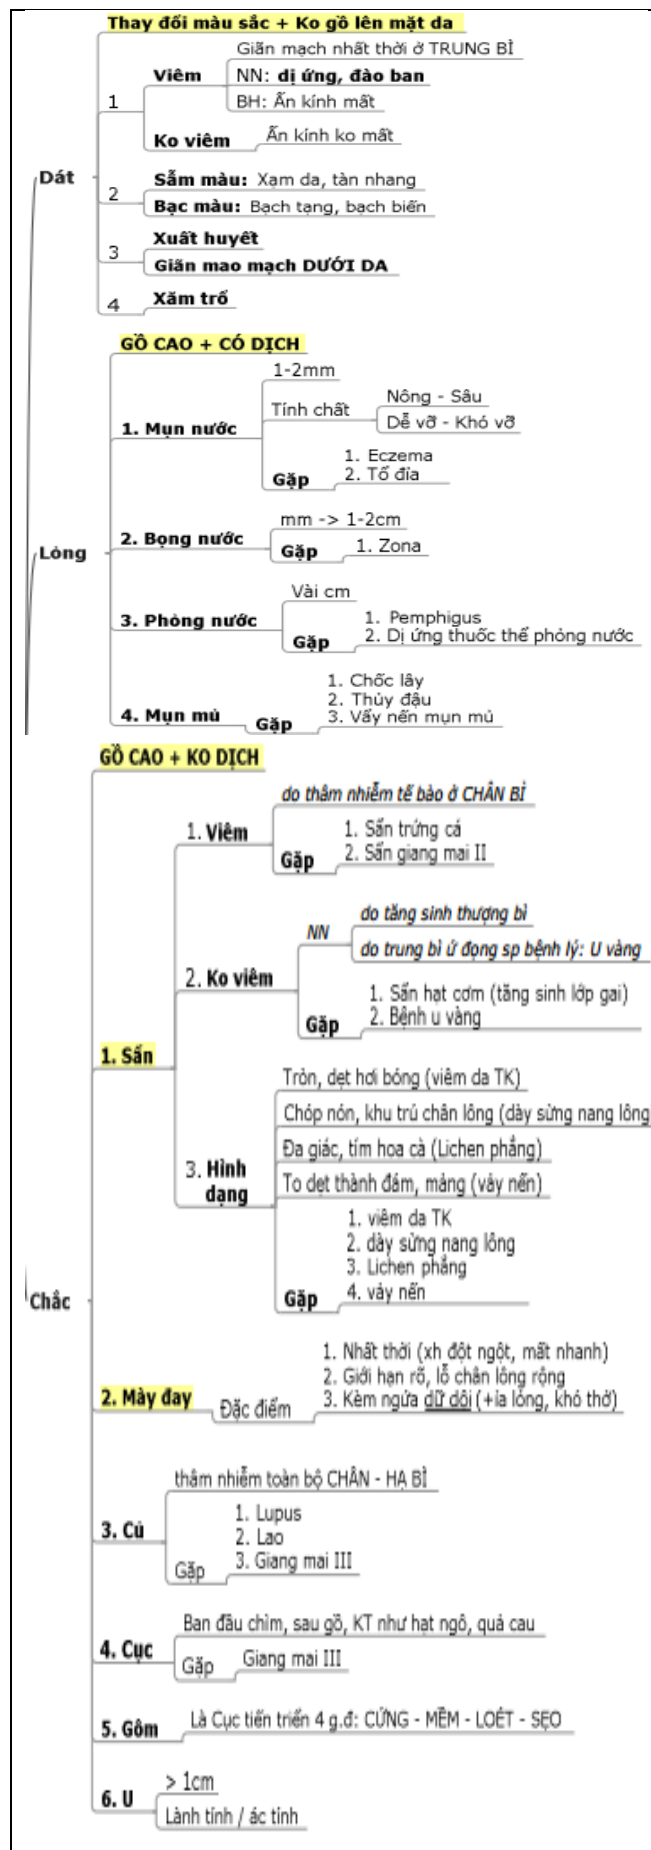 Thay đổi màu sắc + Ko gồ lên mặt da
Dát
1
Viêm
Giãn mạch nhất thời ở TRUNG BÌ
NN: dị ứng, đào ban
BH: Ấn kính mất
Ko viêm
Ấn kính ko mất
2
Sẫm màu: Xạm da, tàn nhang
Bạc màu: Bạch tạng, bạch biến
3
Xuất huyết
Giãn mao mạch DƯỚI DA
4
Xăm trổ
GỒ CAO + CÓ DỊCH
Lỏng
1. Mụn nước
1-2mm
Tính chất
Nông - Sâu
Dễ vỡ - Khó vỡ
Gặp
1. Eczema
2. Tổ đỉa
2. Bọng nước
mm -> 1-2cm
Gặp
1. Zona
3. Phỏng nước
Vài cm
Gặp
1. Pemphigus
2. Dị ứng thuốc thể phỏng nước
4. Mụn mủ
Gặp
1. Chốc lây
2. Thủy đậu
3. Vẩy nến mụn mủ
GỒ CAO + KO DỊCH
Chắc
1. Sẩn
1. Viêm
do thâm nhiễm tế bào ở CHÂN BÌ
Gặp
1. Sẩn trứng cá
2. Sẩn giang mai II
2. Ko viêm
NN
do tăng sinh thượng bì
do trung bì ứ đọng sp bệnh lý: U vàng
Gặp
1. Sẩn hạt cơm (tăng sinh lớp gai)
2. Bệnh u vàng
3. Hình
dạng
Tròn, dẹt hơi bóng (viêm da TK)
Chóp nón, khu trú chân lông (dày sừng nang lông
Đa giác, tím hoa cà (Lichen phẳng)
To dẹt thành đám, mảng (vảy nến)
Gặp
1. viêm da TK
2. dày sừng nang lông
3. Lichen phẳng
4. vảy nến
2. Mày đay
Đặc điểm
1. Nhất thời (xh đột ngột, mất nhanh)
2. Giới hạn rõ, lỗ chân lông rộng
3. Kèm ngứa dữ dội (+ỉa lỏng, khó thở)
3. Củ
thâm nhiễm toàn bộ CHÂN - HẠ BÌ
Gặp
1. Lupus
2. Lao
3. Giang mai III
4. Cục
Ban đầu chìm, sau gồ, KT như hạt ngô, quả cau
Gặp
Giang mai III
5. Gôm
Là Cục tiến triển 4 g.đ: CỨNG - MỀM - LOÉT - SẸO
6. U
> 1cm
Lành tính / ác tính